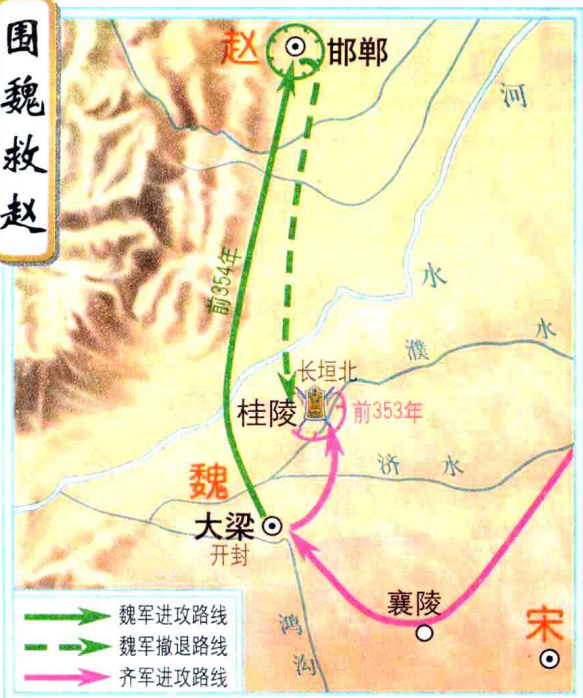 围魏救赵
赵
邯郸
河
前354年
水
水
濮
长垣北
桂陵
前353年
魏
济
水
大梁
开封
襄陵
宋
鸿
沟
魏军进攻路线
魏军撤退路线
齐军进攻路线